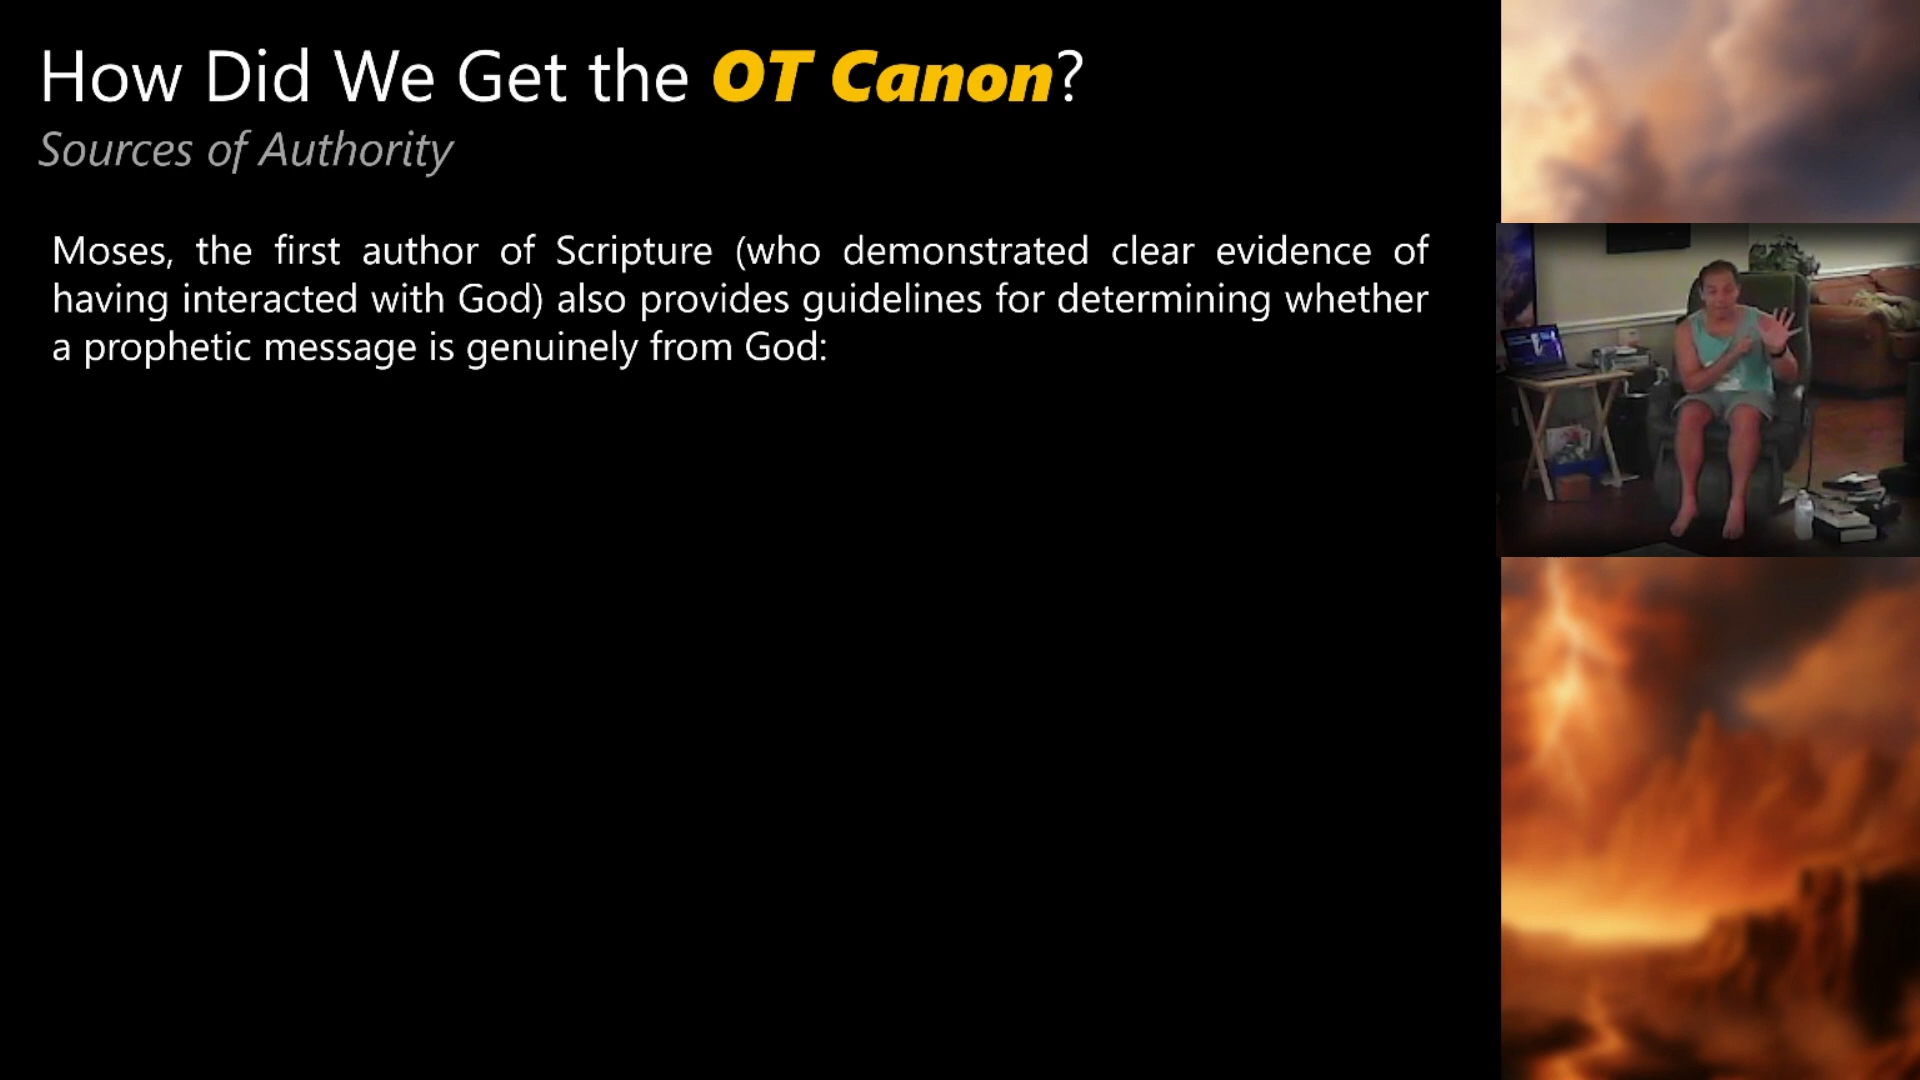 How Did We Get the OT Canon?
Sources of Authority
Moses, the first author of Scripture (who demonstrated clear evidence of
having interacted with God) also provides guidelines for determining whether
a prophetic message is genuinely from God: